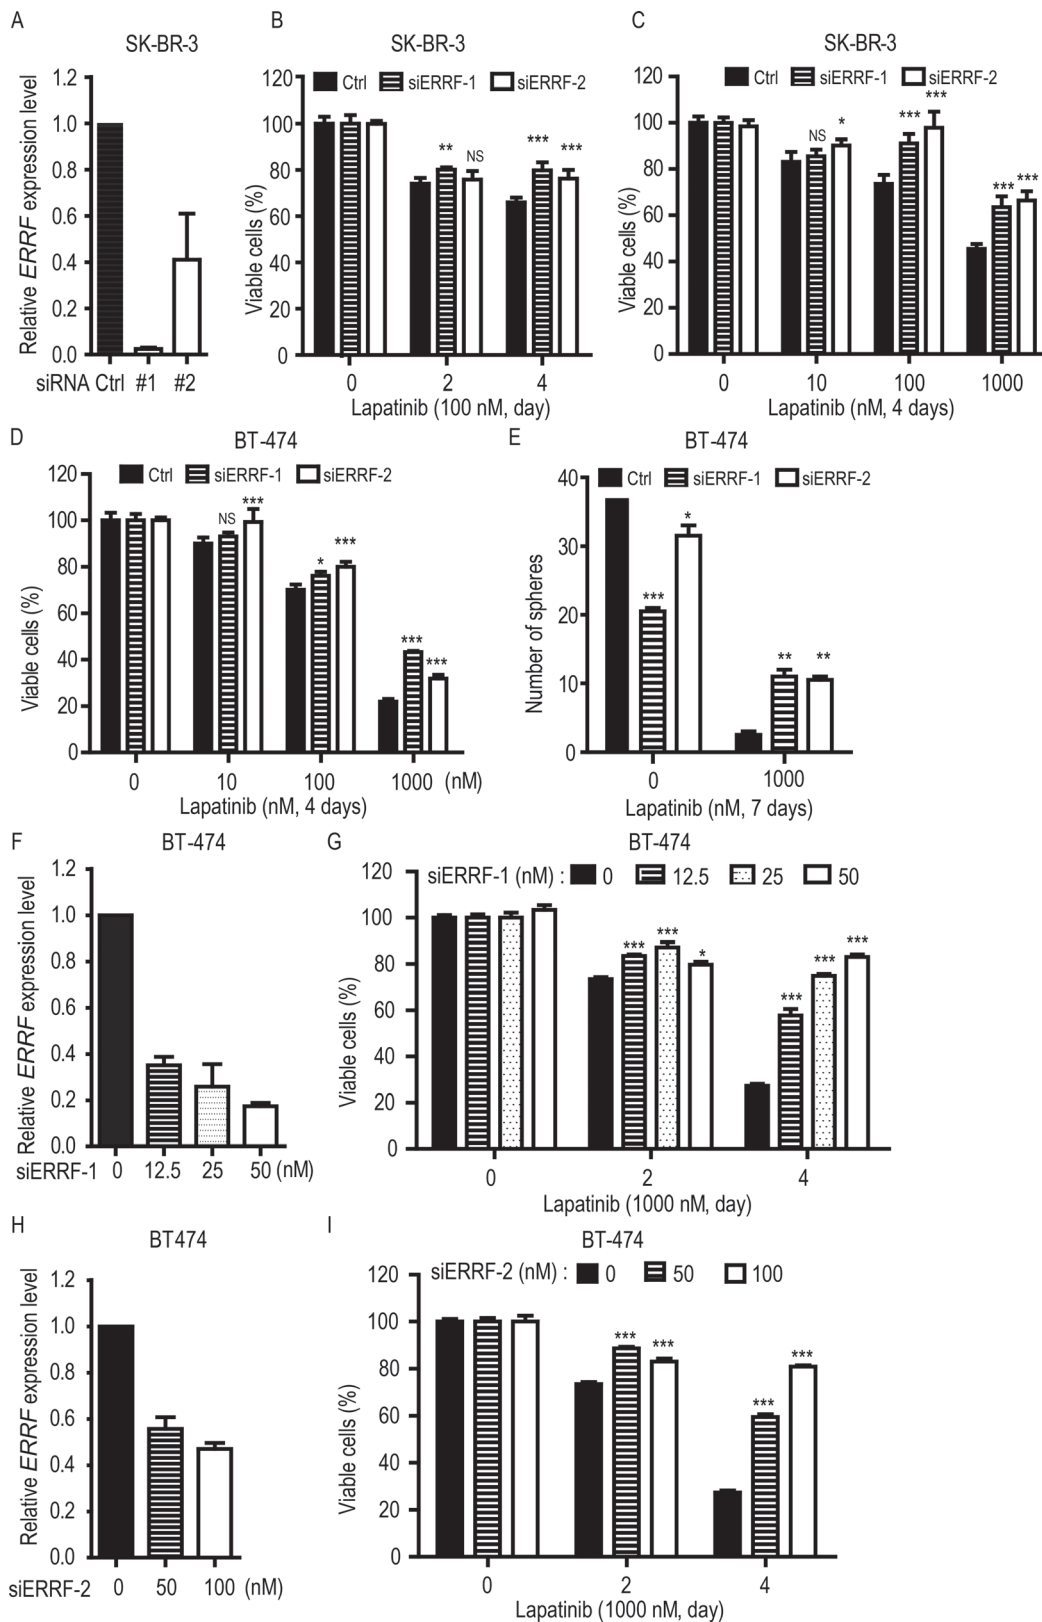 A
SK-BR-3
Relative ERRF expression level
1.2
1.0
0.8
0.6
0.4
0.2
0.0
siRNA Ctrl #1 #2
B
SK-BR-3
Ctrl siERRF-1 siERRF-2
Viable cells (%)
120
100
80
60
40
20
0
** NS *** ***
0 2 4
Lapatinib (100 nM, day)
C
SK-BR-3
Ctrl siERRF-1 siERRF-2
Viable cells (%)
120
100
80
60
40
20
0
NS * *** *** *** ***
0 10 100 1000
Lapatinib (nM, 4 days)
D
BT-474
Ctrl siERRF-1 siERRF-2
Viable cells (%)
120
100
80
60
40
20
0
NS *** * *** *** ***
0 10 100 1000 (nM)
Lapatinib (nM, 4 days)
E
BT-474
Ctrl siERRF-1 siERRF-2
Number of spheres
40
30
20
10
0
*** * ** **
0 1000
Lapatinib (nM, 7 days)
F
BT-474
Relative ERRF expression level
1.2
1.0
0.8
0.6
0.4
0.2
0.0
siERRF-1 0 12.5 25 50 (nM)
G
BT-474
siERRF-1 (nM) : 0 12.5 25 50
Viable cells (%)
120
100
80
60
40
20
0
*** *** * *** *** ***
0 2 4
Lapatinib (1000 nM, day)
H
BT474
Relative ERRF expression level
1.2
1.0
0.8
0.6
0.4
0.2
0.0
siERRF-2 0 50 100 (nM)
I
BT-474
siERRF-2 (nM) : 0 50 100
Viable cells (%)
120
100
80
60
40
20
0
*** *** *** ***
0 2 4
Lapatinib (1000 nM, day)